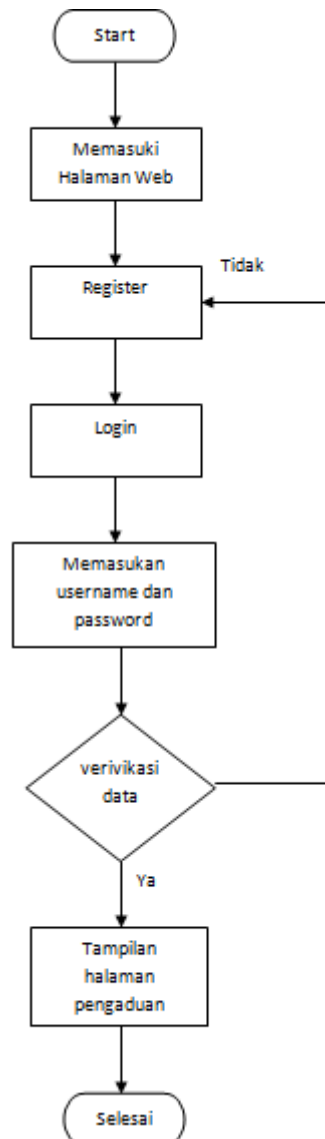 Start
Memasuki
Halaman Web
Tidak
Register
Login
Memasukan
username dan
password
verivikasi
data
Ya
Tampilan
halaman
pengaduan
Selesai